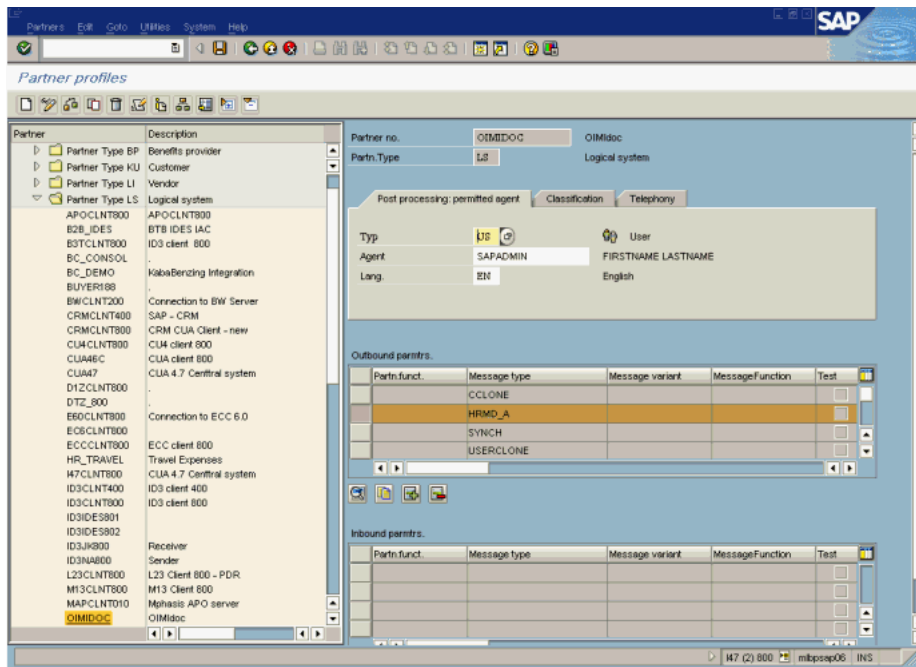 Partners Edit Goto Utilities System Help
SAP
Partner profiles
Partner Description
Partner Type BP Benefits provider
Partner Type KU Customer
Partner Type LI Vendor
Partner Type LS Logical system
APOCLNT800 APOCLNT800
B2B_IDES BTB IDES IAC
B3TCLNT800 ID3 client 800
BC_CONSOL .
BC_DEMO KabaBenzing Integration
BUYER188 .
BWCLNT200 Connection to BW Server
CRMCLNT400 SAP - CRM
CRMCLNT800 CRM CUA Client - new
CU4CLNT800 CU4 client 800
CUA46C CUA client 800
CUA47 CUA 4.7 Centtral system
D1ZCLNT800 .
DTZ_800 .
E60CLNT800 Connection to ECC 6.0
EC6CLNT800
ECCCLNT800 ECC client 800
HR_TRAVEL Travel Expenses
I47CLNT800 CUA 4.7 Centtral system
ID3CLNT400 ID3 client 400
ID3CLNT800 ID3 client 800
ID3IDES801
ID3IDES802
ID3JK800 Receiver
ID3NA800 Sender
L23CLNT800 L23 Client 800 - PDR
M13CLNT800 M13 Client 800
MAPCLNT010 Mphasis APO server
OIMIDOC OIMIdoc
Partner no. OIMIDOC OIMIdoc
Partn.Type LS Logical system
Post processing: permitted agent Classification Telephony
Typ US User
Agent SAPADMIN FIRSTNAME LASTNAME
Lang. EN English
Outbound parmtrs.
Partn.funct. Message type Message variant MessageFunction Test
CCLONE
HRMD_A
SYNCH
USERCLONE
Inbound parmtrs.
Partn.funct. Message type Message variant MessageFunction Test
I47 (2) 800 mlbpsap06 INS